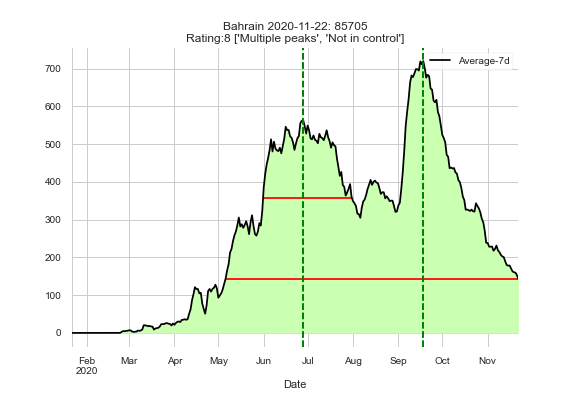 Bahrain 2020-11-22: 85705
Rating:8 ['Multiple peaks', 'Not in control']
Average-7d
700
600
500
400
300
200
100
0
Feb Mar Apr May Jun Jul Aug Sep Oct Nov
2020
Date